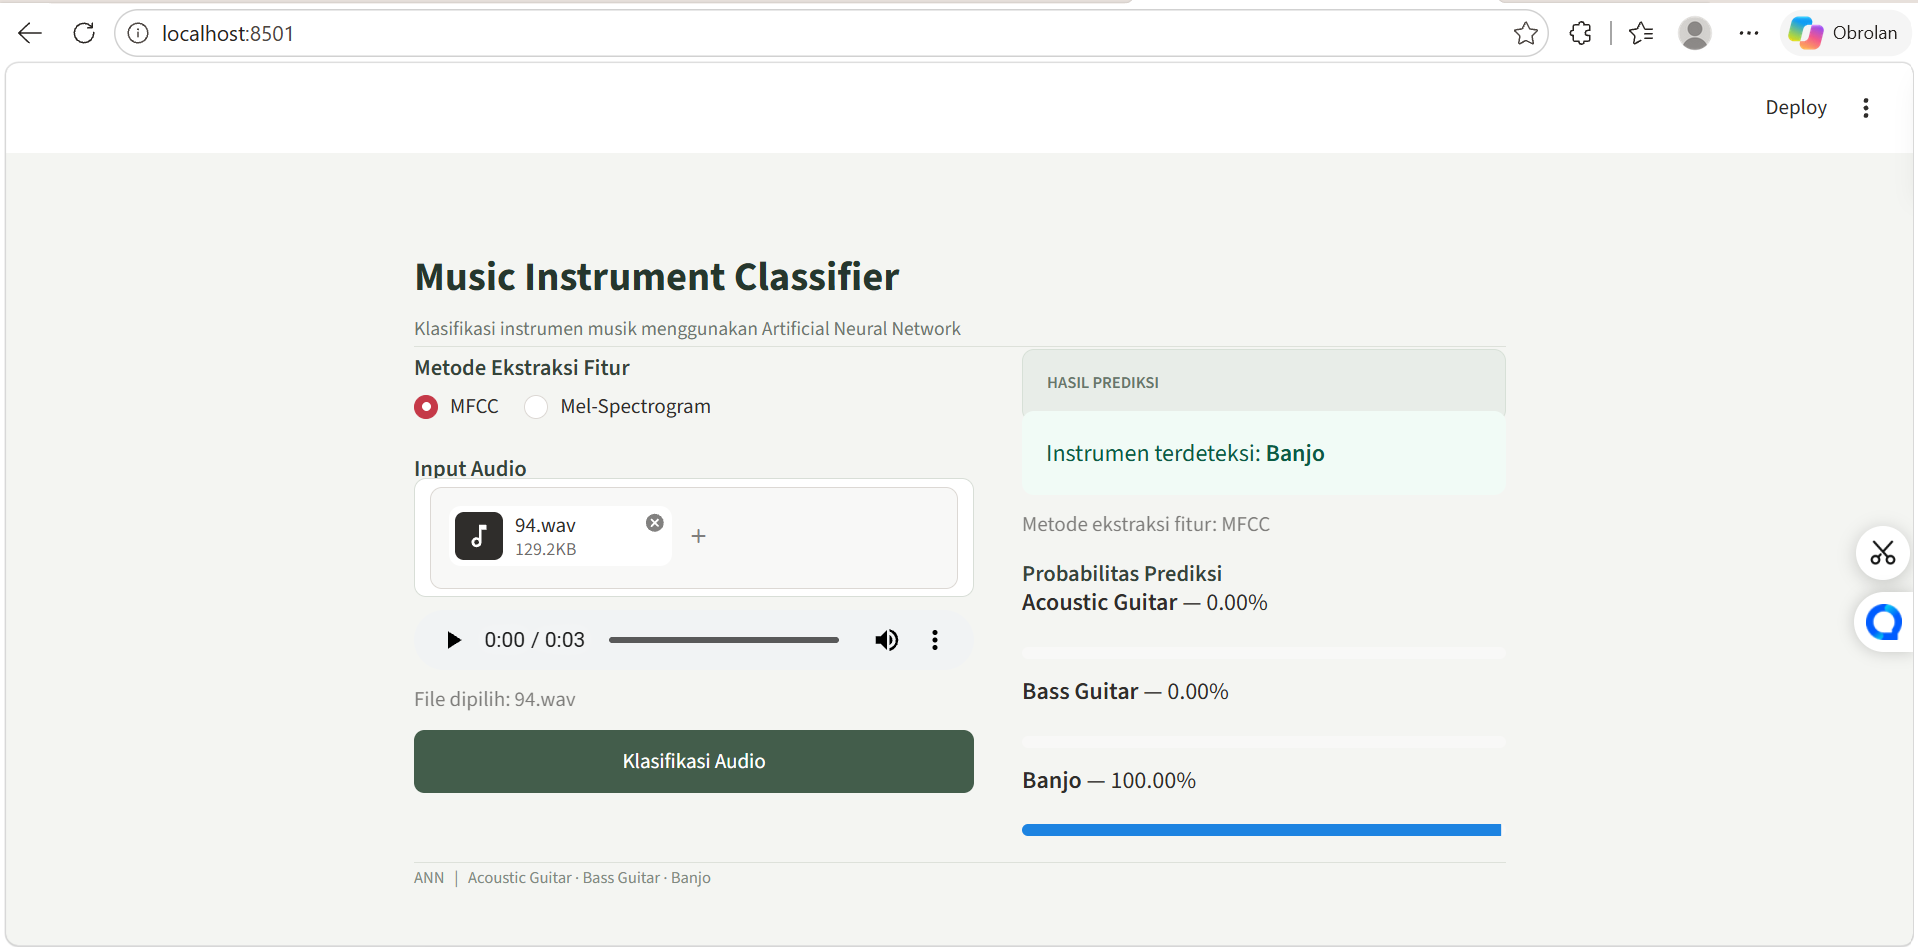 localhost:8501
Obrolan
Deploy
Music Instrument Classifier
Klasifikasi instrumen musik menggunakan Artificial Neural Network
Metode Ekstraksi Fitur
MFCC Mel-Spectrogram
Input Audio
94.wav
129.2KB
0:00 / 0:03
File dipilih: 94.wav
Klasifikasi Audio
HASIL PREDIKSI
Instrumen terdeteksi: Banjo
Metode ekstraksi fitur: MFCC
Probabilitas Prediksi
Acoustic Guitar — 0.00%
Bass Guitar — 0.00%
Banjo — 100.00%
ANN | Acoustic Guitar · Bass Guitar · Banjo